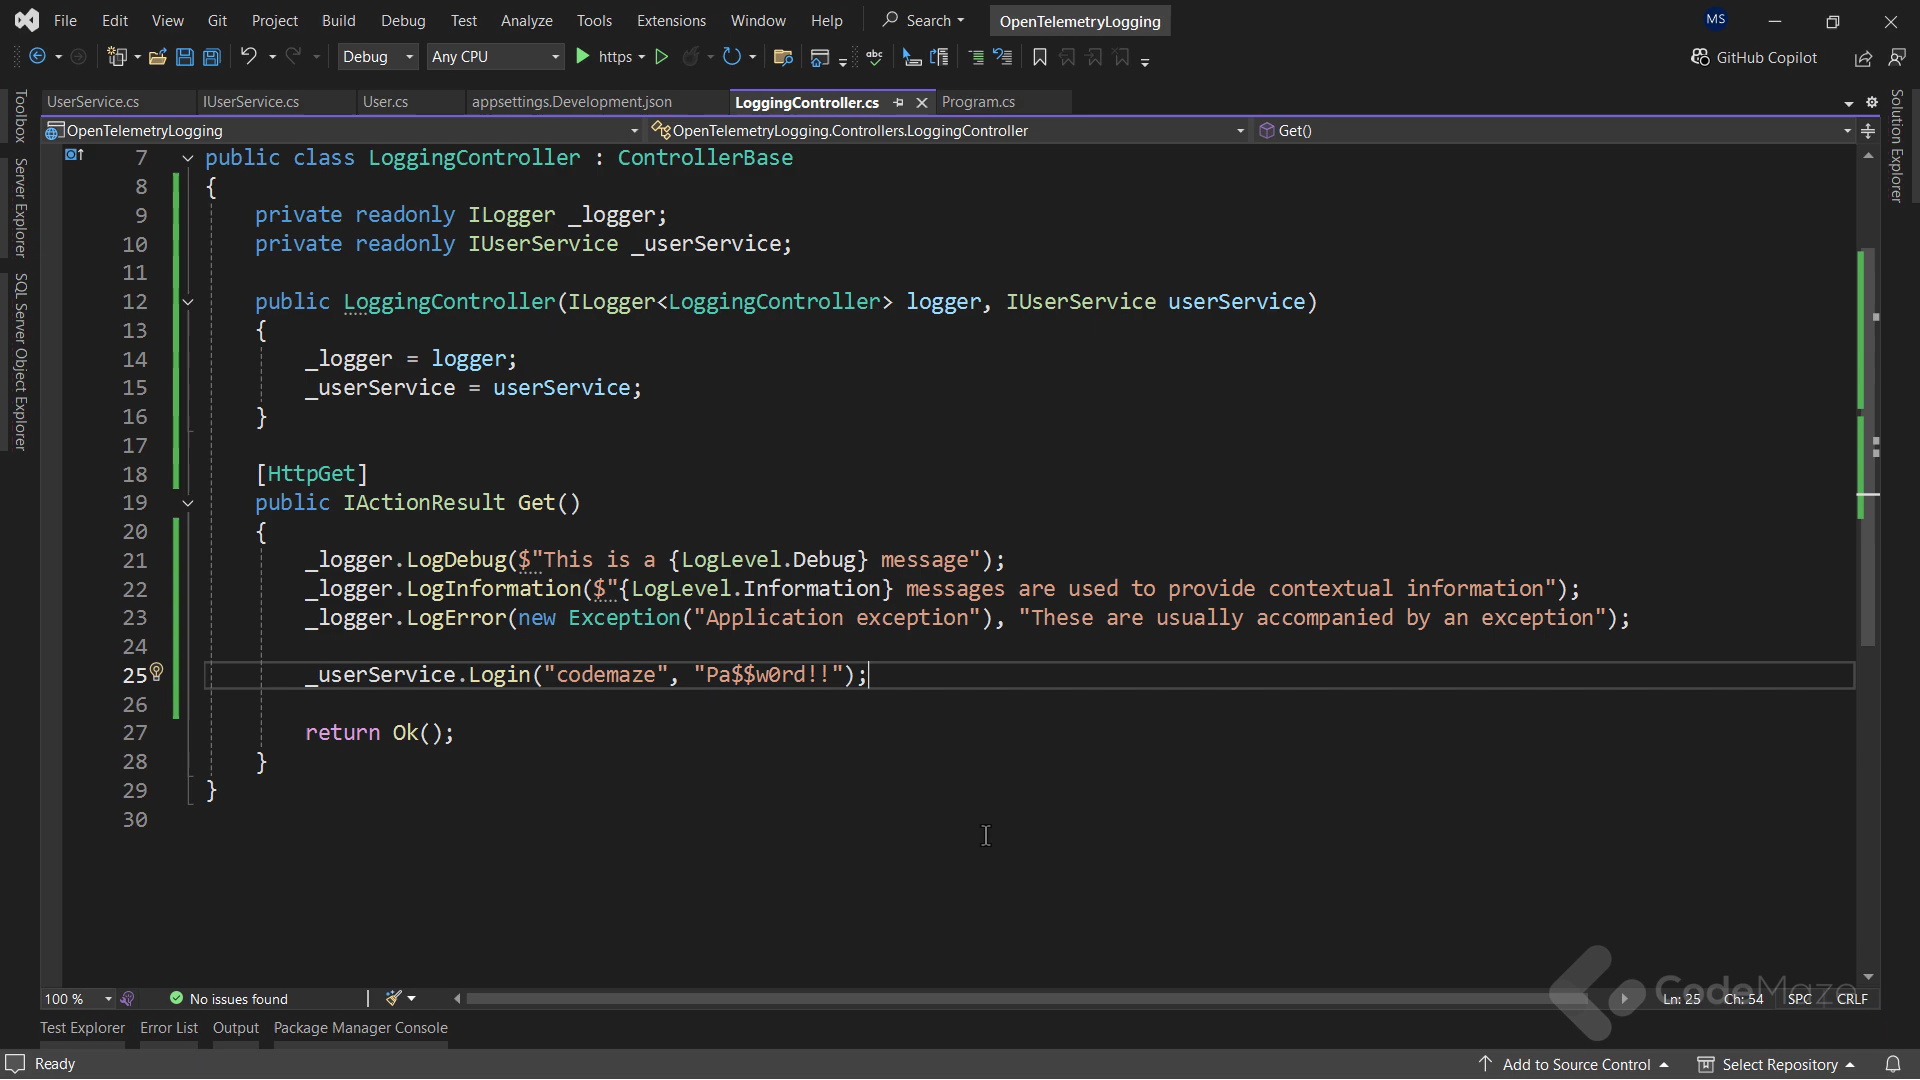 File Edit View Git Project Build Debug Test Analyze Tools Extensions Window Help Search OpenTelemetryLogging MS
Debug Any CPU https abc GitHub Copilot
UserService.cs IUserService.cs User.cs appsettings.Development.json LoggingController.cs Program.cs
OpenTelemetryLogging OpenTelemetryLogging.Controllers.LoggingController Get()
Toolbox
Server Explorer
SQL Server Object Explorer
Solution Explorer
7 public class LoggingController : ControllerBase
8 {
9 private readonly ILogger _logger;
10 private readonly IUserService _userService;
11
12 public LoggingController(ILogger<LoggingController> logger, IUserService userService)
13 {
14 _logger = logger;
15 _userService = userService;
16 }
17
18 [HttpGet]
19 public IActionResult Get()
20 {
21 _logger.LogDebug($"This is a {LogLevel.Debug} message");
22 _logger.LogInformation($"{LogLevel.Information} messages are used to provide contextual information");
23 _logger.LogError(new Exception("Application exception"), "These are usually accompanied by an exception");
24
25 _userService.Login("codemaze", "Pa$$w0rd!!");
26
27 return Ok();
28 }
29 }
30
100 % No issues found Ln: 25 Ch: 54 SPC CRLF
CodeMaze
Test Explorer Error List Output Package Manager Console
Ready Add to Source Control Select Repository